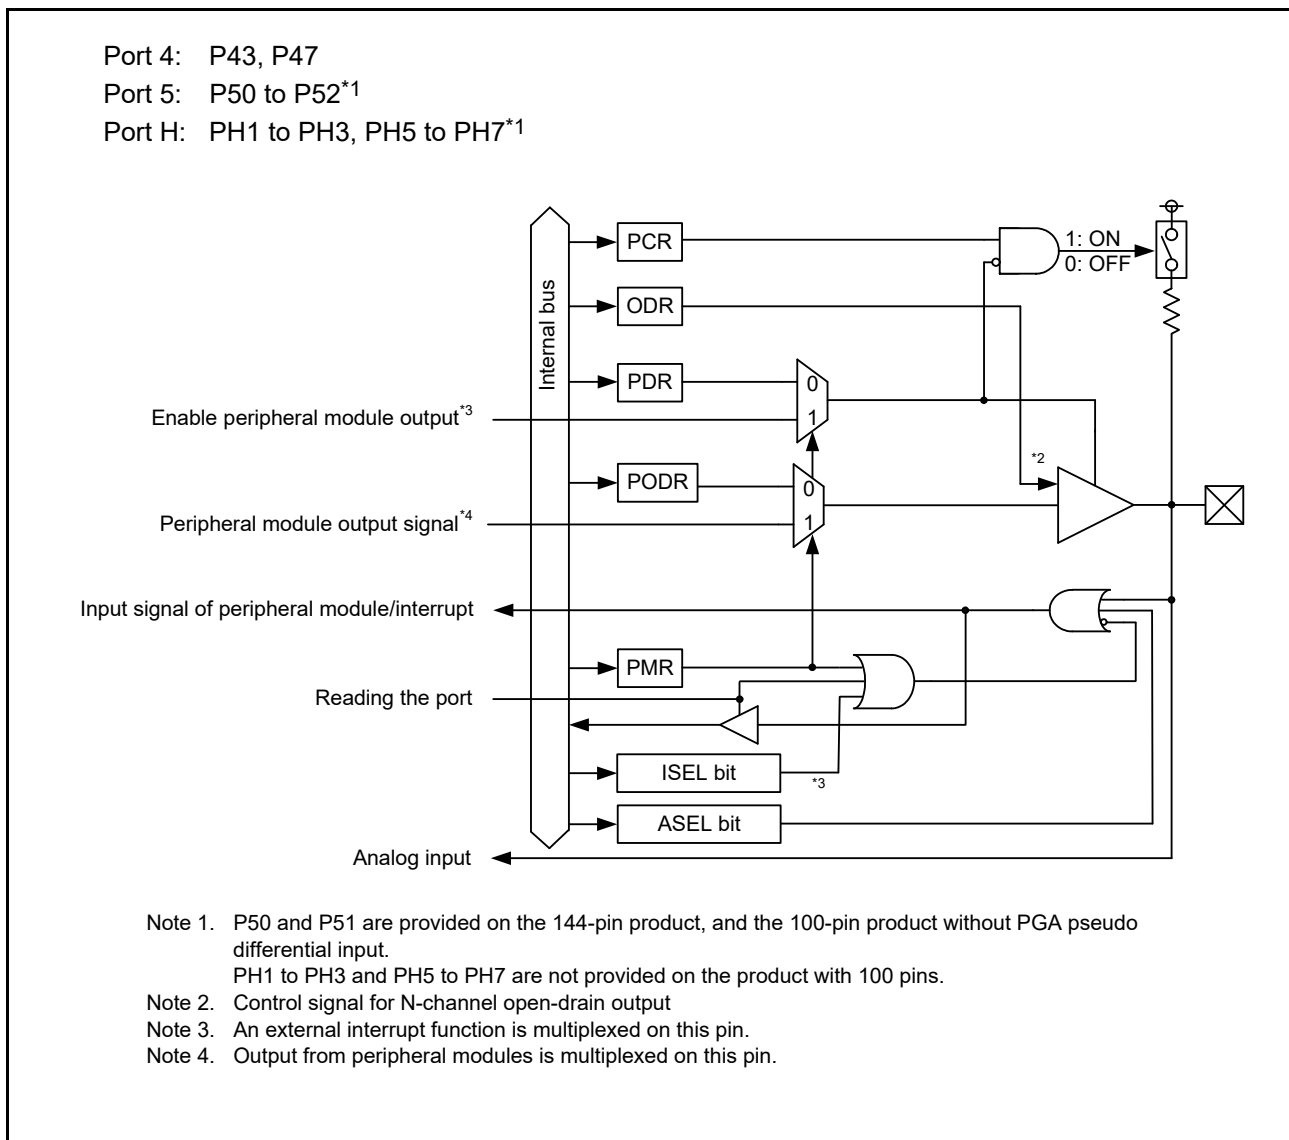 Port 4: P43, P47
Port 5: P50 to P52*1
Port H: PH1 to PH3, PH5 to PH7*1
Internal bus
PCR
1: ON
0: OFF
ODR
PDR
0
1
Enable peripheral module output*3
*2
PODR
0
1
Peripheral module output signal*4
Input signal of peripheral module/interrupt
PMR
Reading the port
ISEL bit
*3
ASEL bit
Analog input
Note 1. P50 and P51 are provided on the 144-pin product, and the 100-pin product without PGA pseudo
differential input.
PH1 to PH3 and PH5 to PH7 are not provided on the product with 100 pins.
Note 2. Control signal for N-channel open-drain output
Note 3. An external interrupt function is multiplexed on this pin.
Note 4. Output from peripheral modules is multiplexed on this pin.